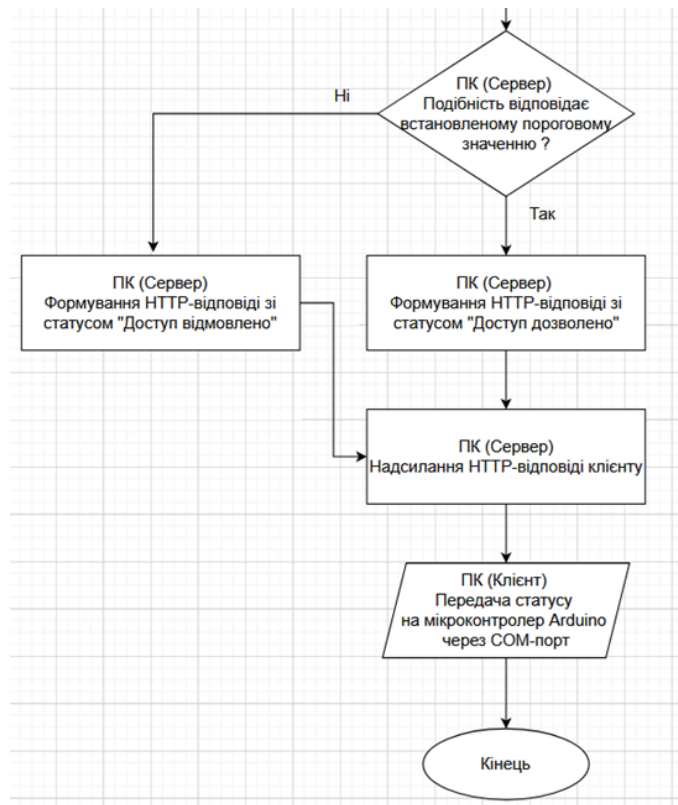 ПК (Сервер)
Подібність відповідає
встановленому пороговому
значенню ?
Ні
Так
ПК (Сервер)
Формування HTTP-відповіді зі
статусом "Доступ відмовлено"
ПК (Сервер)
Формування HTTP-відповіді зі
статусом "Доступ дозволено"
ПК (Сервер)
Надсилання HTTP-відповіді клієнту
ПК (Клієнт)
Передача статусу
на мікроконтролер Arduino
через COM-порт
Кінець